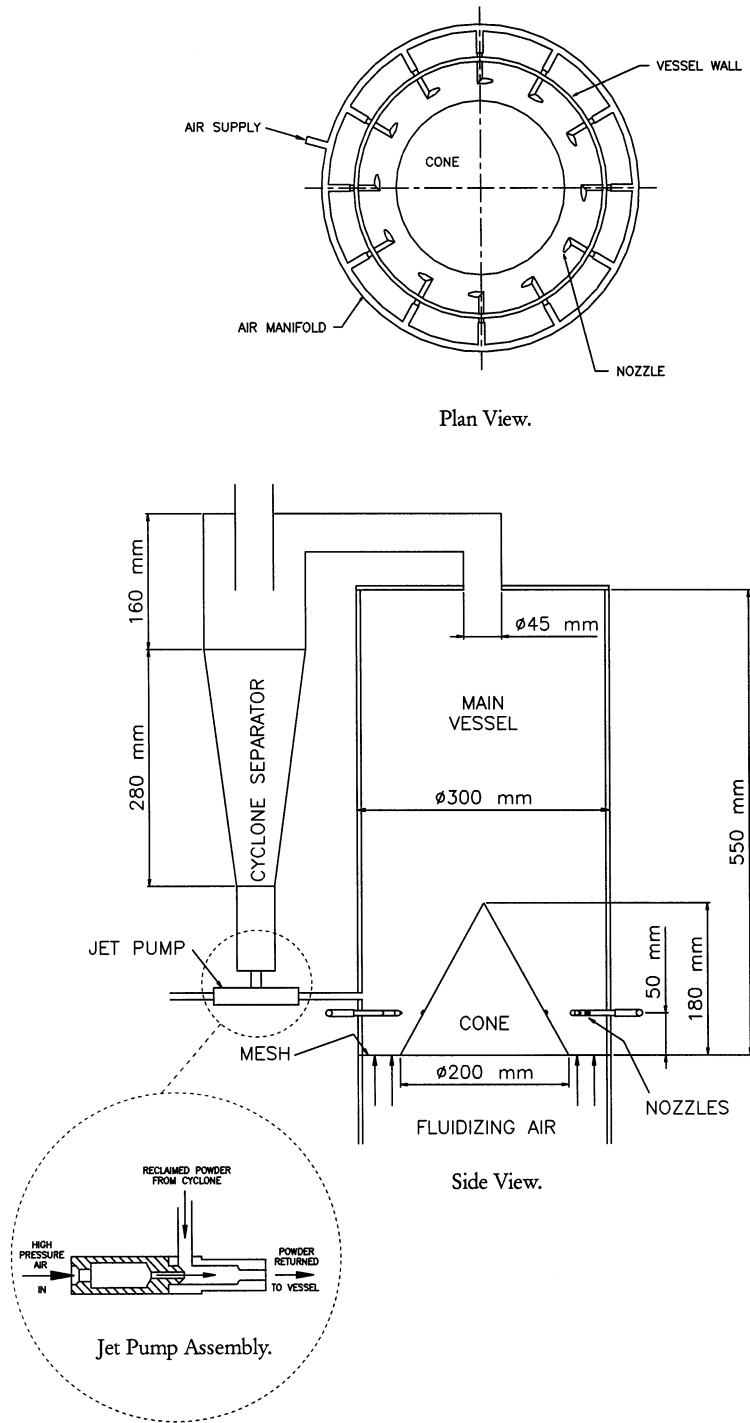 VESSEL WALL
AIR SUPPLY
CONE
AIR MANIFOLD
NOZZLE
Plan View.
160 mm
ø45 mm
MAIN
VESSEL
CYCLONE SEPARATOR
280 mm
ø300 mm
550 mm
JET PUMP
50 mm
180 mm
CONE
MESH
ø200 mm
NOZZLES
FLUIDIZING AIR
Side View.
RECLAIMED POWDER
FROM CYCLONE
HIGH
PRESSURE
AIR
IN
POWDER
RETURNED
TO VESSEL
Jet Pump Assembly.